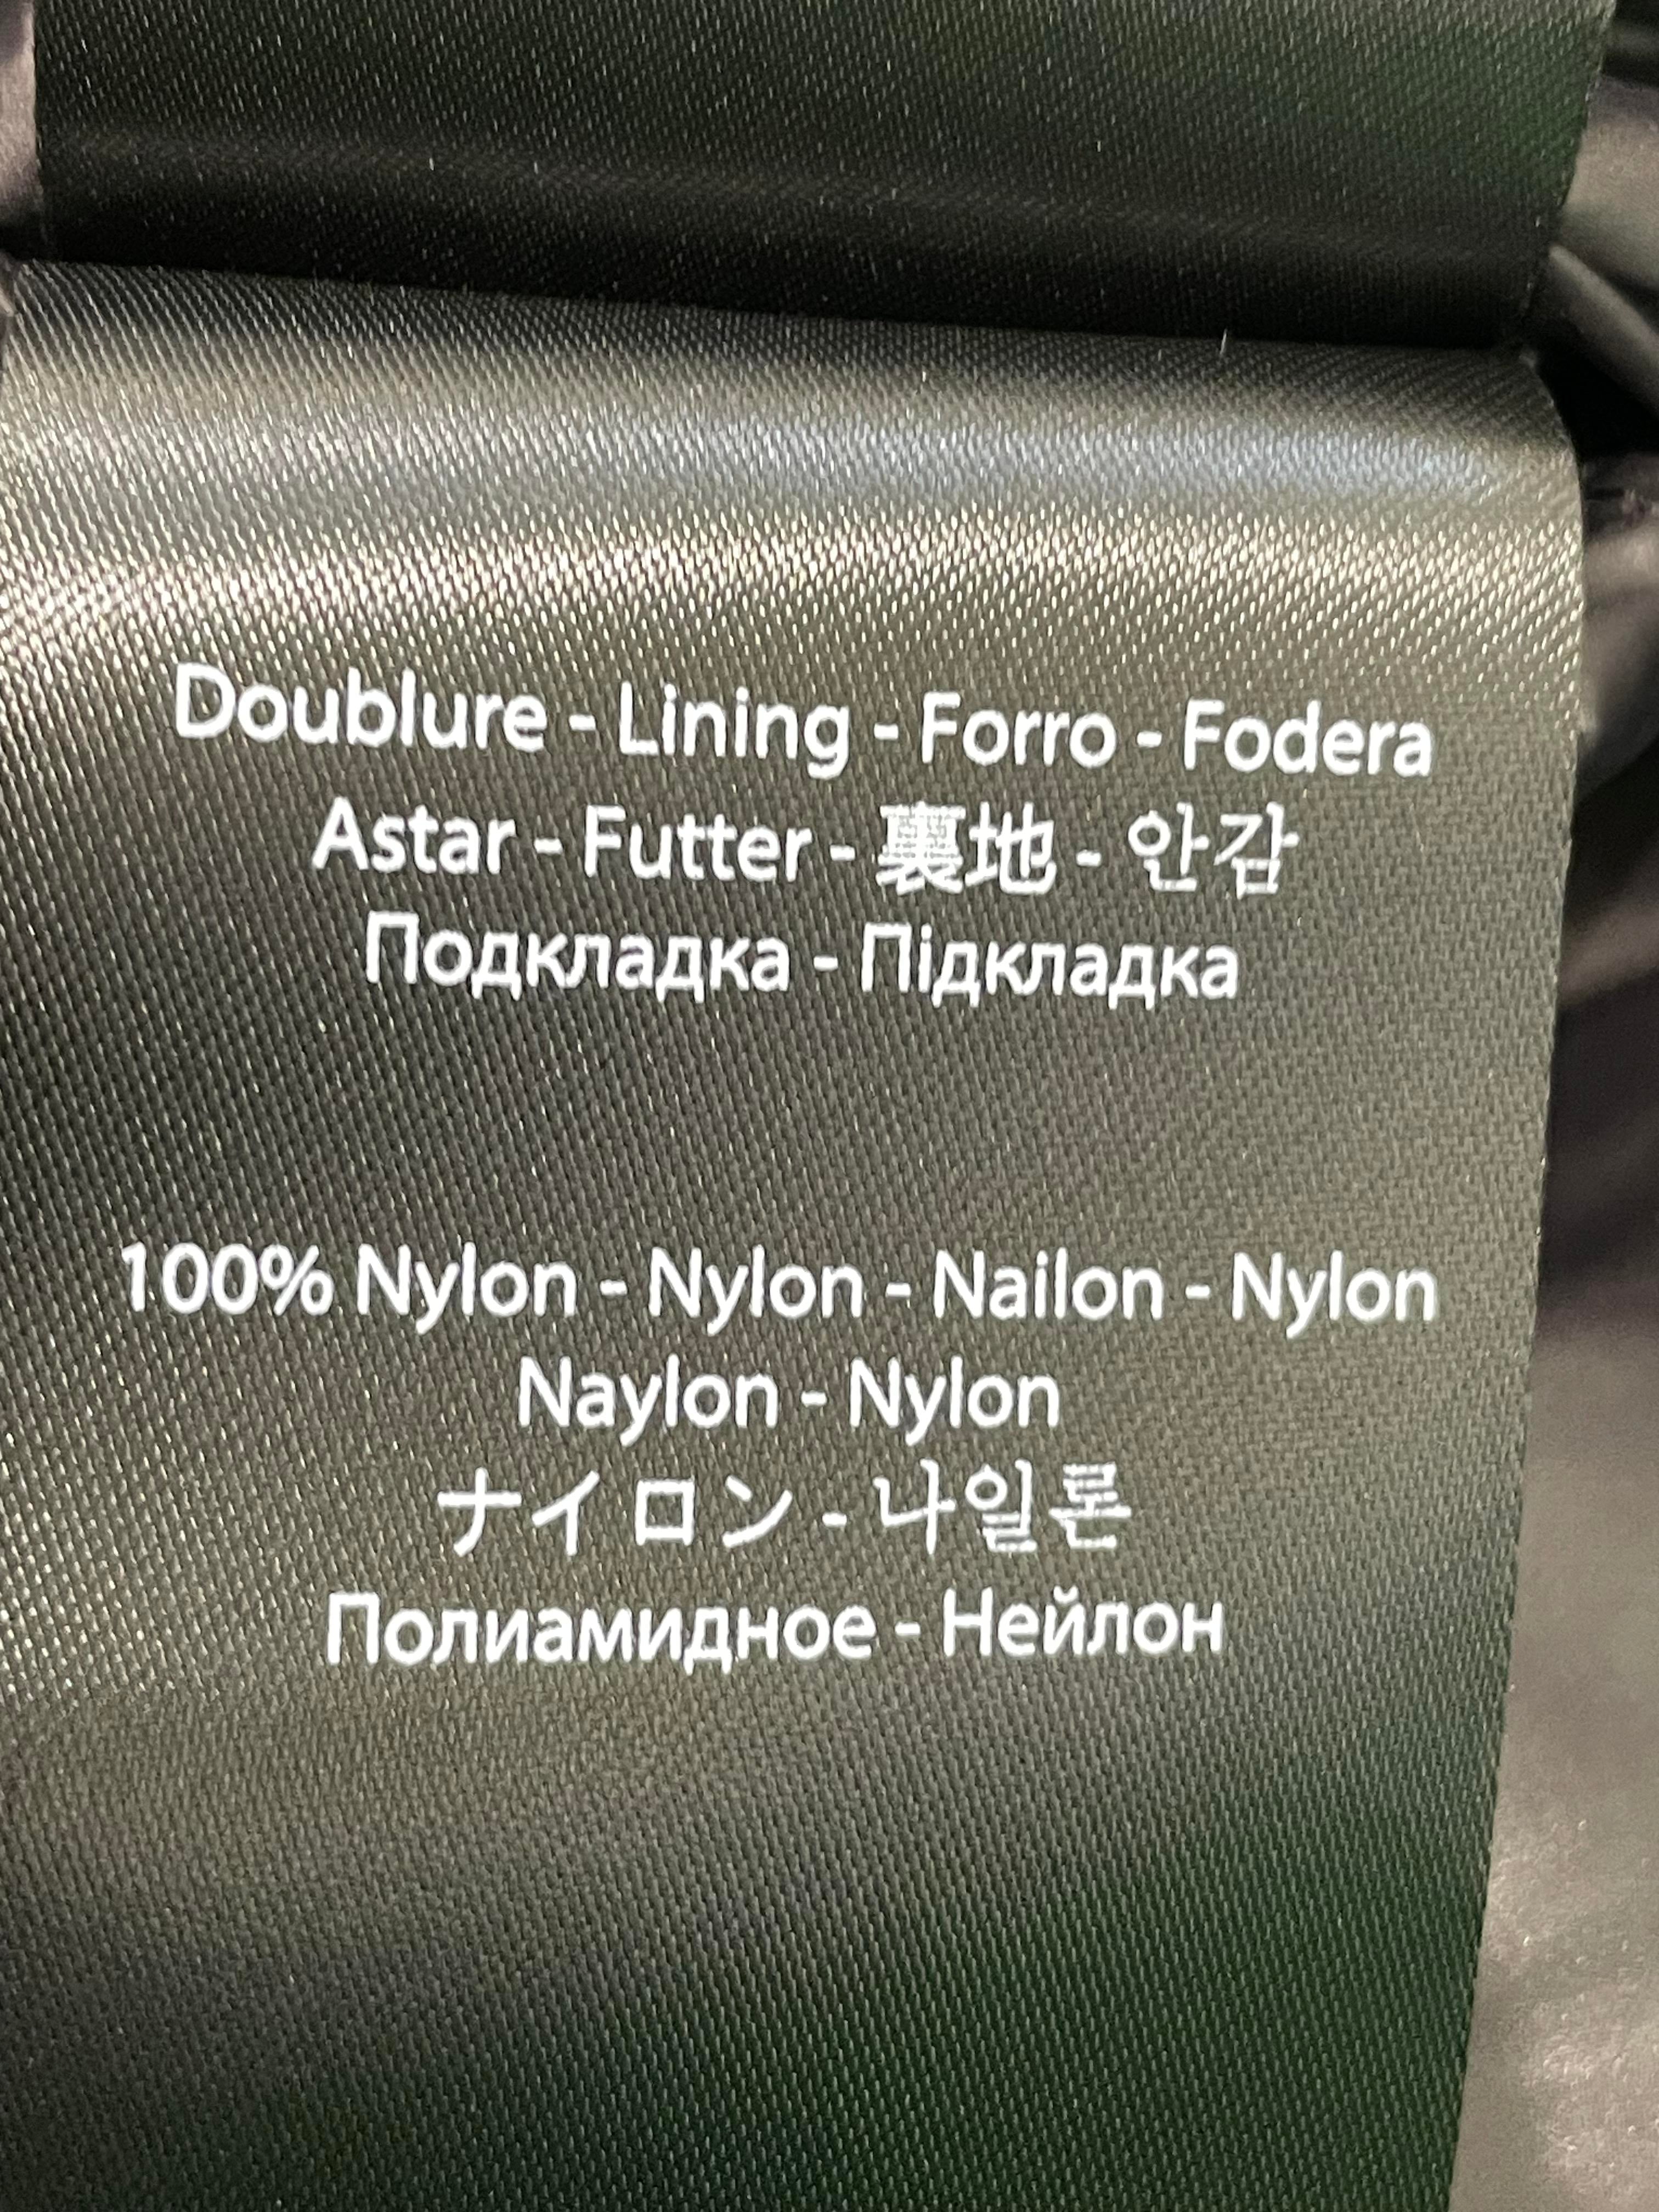 Doublure - Lining - Forro - Fodera
Astar - Futter - 裏地 - 안감
Подкладка - Підкладка
100% Nylon - Nylon - Nailon - Nylon
Naylon - Nylon
ナイロン - 나일론
Полиамидное - Нейлон